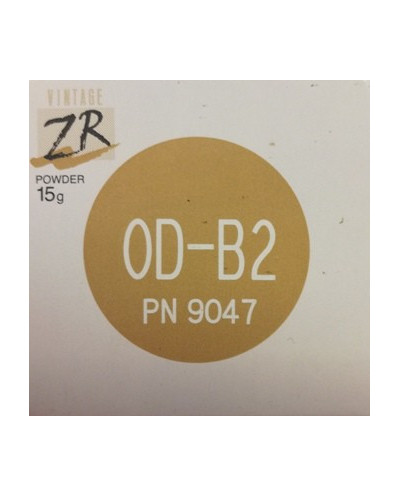 VINTAGE
ZR
POWDER
15g
OD-B2
PN 9047